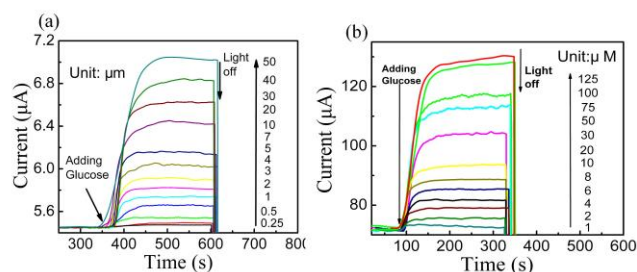 (a)
7.2
6.6
6.0
5.4
Current (μA)
Unit: μm
Adding
Glucose
Light
off
50
40
30
20
10
7
5
4
3
2
1
0.5
0.25
300 400 500 600 700 800
Time (s)
(b)
120
100
80
Current (μA)
Adding
Glucose
Unit:μ M
Light
off
125
100
75
50
30
20
10
8
6
4
2
1
100 200 300 400 500 600
Time (s)